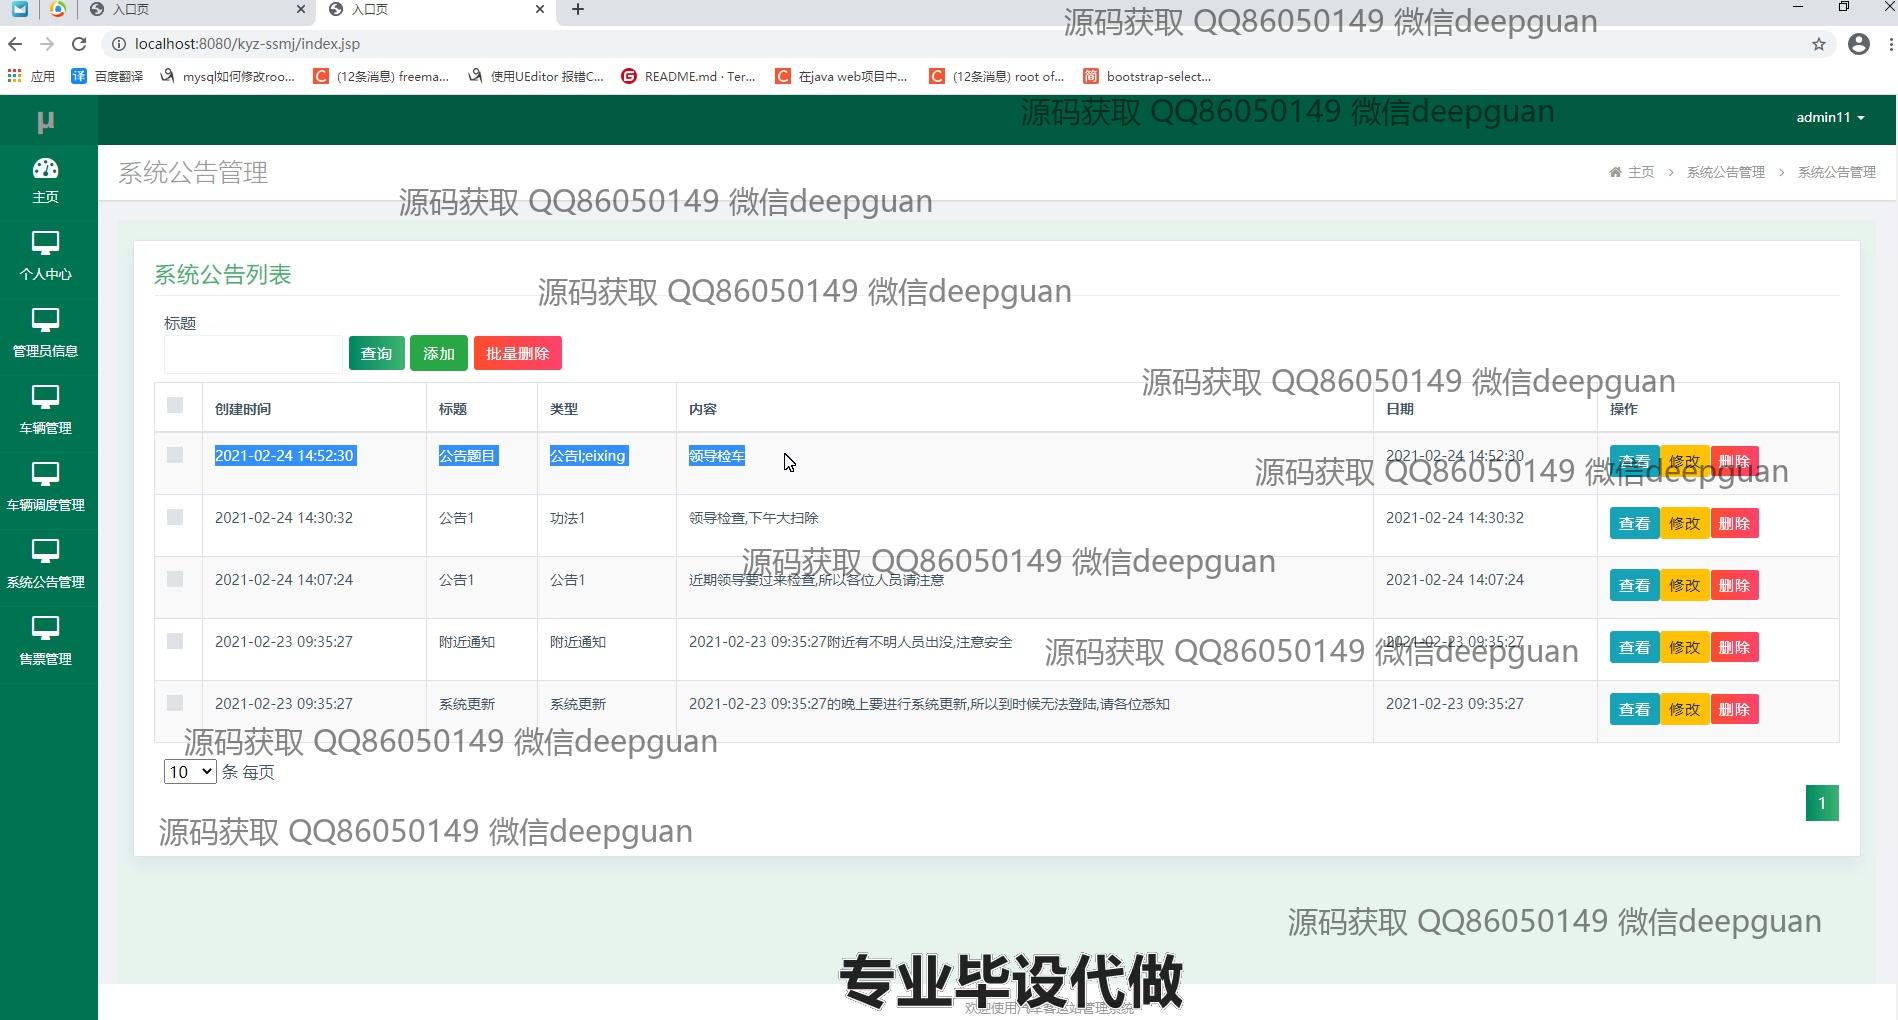 入口页
入口页
源码获取 QQ86050149 微信deepguan
localhost:8080/kyz-ssmj/index.jsp
应用 百度翻译 mysql如何修改roo... (12条消息) freema... 使用UEditor 报错C... README.md · Ter... 在java web项目中... (12条消息) root of... bootstrap-select...
源码获取 QQ86050149 微信deepguan
μ
admin11
系统公告管理
主页 > 系统公告管理 > 系统公告管理
源码获取 QQ86050149 微信deepguan
主页
个人中心
管理员信息
车辆管理
车辆调度管理
系统公告管理
售票管理
系统公告列表
源码获取 QQ86050149 微信deepguan
标题
查询 添加 批量删除
源码获取 QQ86050149 微信deepguan
创建时间 标题 类型 内容 日期 操作
2021-02-24 14:52:30 公告题目 公告l;eixing 领导检车 2021-02-24 14:52:30 查看 修改 删除
源码获取 QQ86050149 微信deepguan
2021-02-24 14:30:32 公告1 功法1 领导检查,下午大扫除 2021-02-24 14:30:32 查看 修改 删除
源码获取 QQ86050149 微信deepguan
2021-02-24 14:07:24 公告1 公告1 近期领导要过来检查,所以各位人员请注意 2021-02-24 14:07:24 查看 修改 删除
2021-02-23 09:35:27 附近通知 附近通知 2021-02-23 09:35:27附近有不明人员出没,注意安全 2021-02-23 09:35:27 查看 修改 删除
源码获取 QQ86050149 微信deepguan
2021-02-23 09:35:27 系统更新 系统更新 2021-02-23 09:35:27的晚上要进行系统更新,所以到时候无法登陆,请各位悉知 2021-02-23 09:35:27 查看 修改 删除
源码获取 QQ86050149 微信deepguan
10 条 每页
1
源码获取 QQ86050149 微信deepguan
源码获取 QQ86050149 微信deepguan
专业毕设代做
欢迎使用汽车客运站管理系统